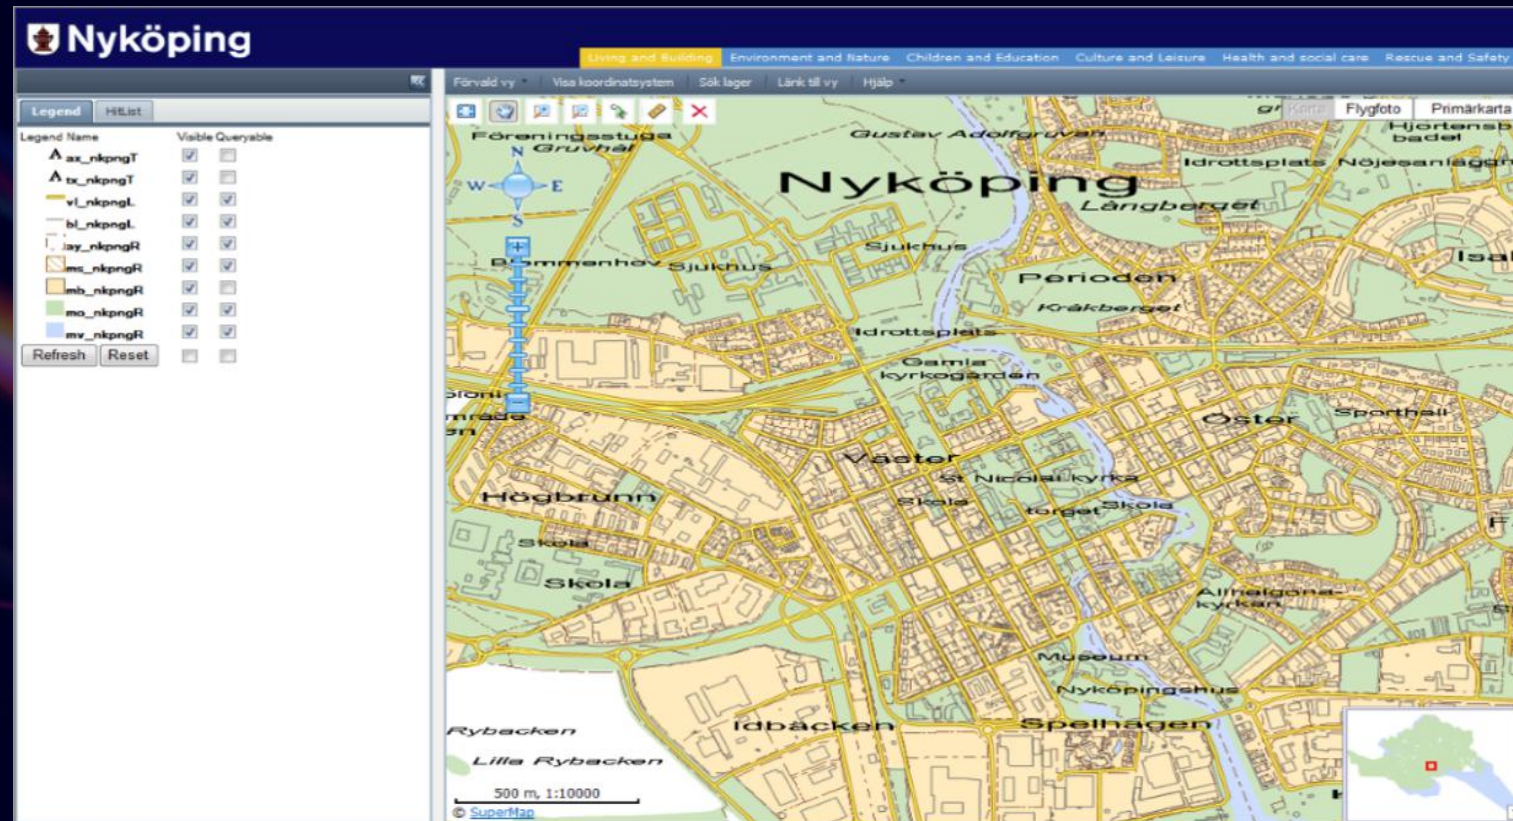 Nyköping
Living and Building Environment and Nature Children and Education Culture and Leisure Health and social care Rescue and Safety
Förvald vy Visa koordinatsystem Sök lager Länk till vy Hjälp
Legend HitList
Legend Name Visible Queryable
ax_nkpngT
tx_nkpngT
vl_nkpngL
bl_nkpngL
ay_nkpngR
ms_nkpngR
mb_nkpngR
mo_nkpngR
mv_nkpngR
Refresh Reset
Karta Flygfoto Primärkarta
Föreningsstuga
Gruvhål
Gustav Adolfgruvan
badet
Idrottsplats
N
W E
S
Nyköping
Långberget
Sjukhus
Blommenhov
Sjukhus
Perioden
Kråkberget
Idrottsplats
Gamla
kyrkogården
Öster
Sporthall
Väster
St Nicolai kyrka
Skola
torget
Skola
Högbrunn
Skola
Skola
Allhelgona-
kyrkan
Museum
Nyköpingshus
Idbäcken
Spelhagen
Rybacken
Lilla Rybacken
500 m, 1:10000
© SuperMap